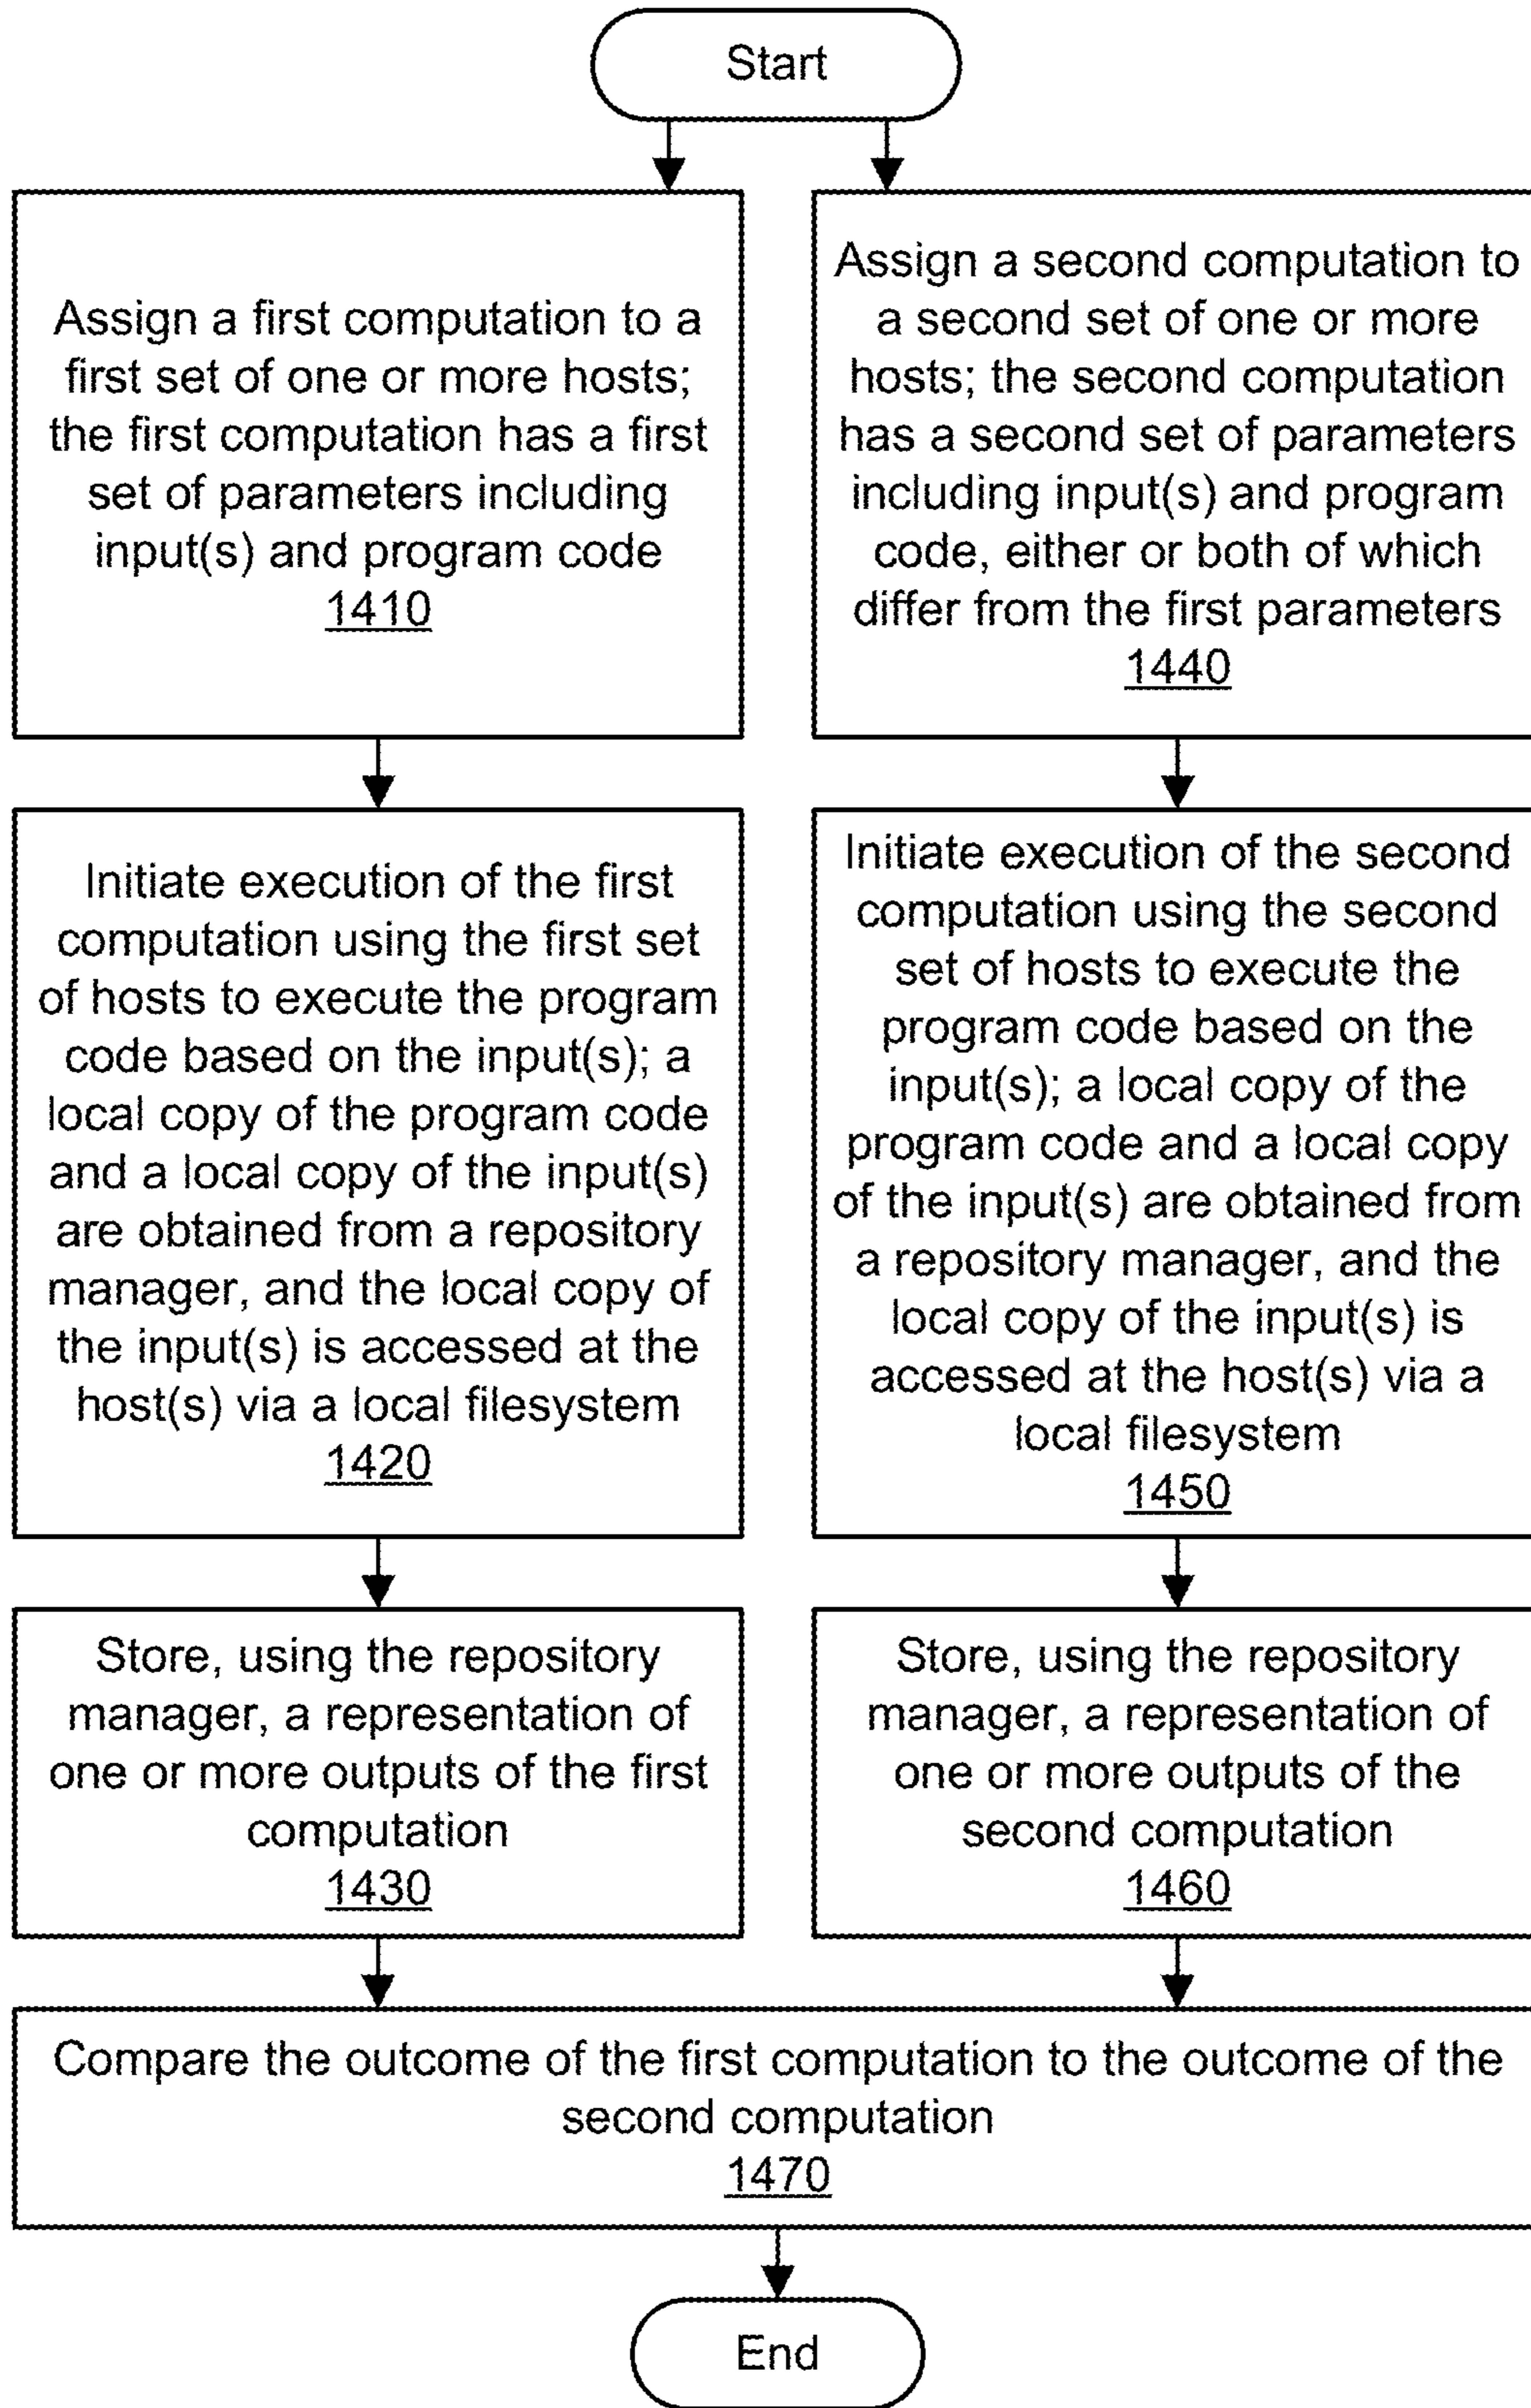 Start
Assign a first computation to a
first set of one or more hosts;
the first computation has a first
set of parameters including
input(s) and program code
1410
Assign a second computation to
a second set of one or more
hosts; the second computation
has a second set of parameters
including input(s) and program
code, either or both of which
differ from the first parameters
1440
Initiate execution of the first
computation using the first set
of hosts to execute the program
code based on the input(s); a
local copy of the program code
and a local copy of the input(s)
are obtained from a repository
manager, and the local copy of
the input(s) is accessed at the
host(s) via a local filesystem
1420
Initiate execution of the second
computation using the second
set of hosts to execute the
program code based on the
input(s); a local copy of the
program code and a local copy
of the input(s) are obtained from
a repository manager, and the
local copy of the input(s) is
accessed at the host(s) via a
local filesystem
1450
Store, using the repository
manager, a representation of
one or more outputs of the first
computation
1430
Store, using the repository
manager, a representation of
one or more outputs of the
second computation
1460
Compare the outcome of the first computation to the outcome of the
second computation
1470
End